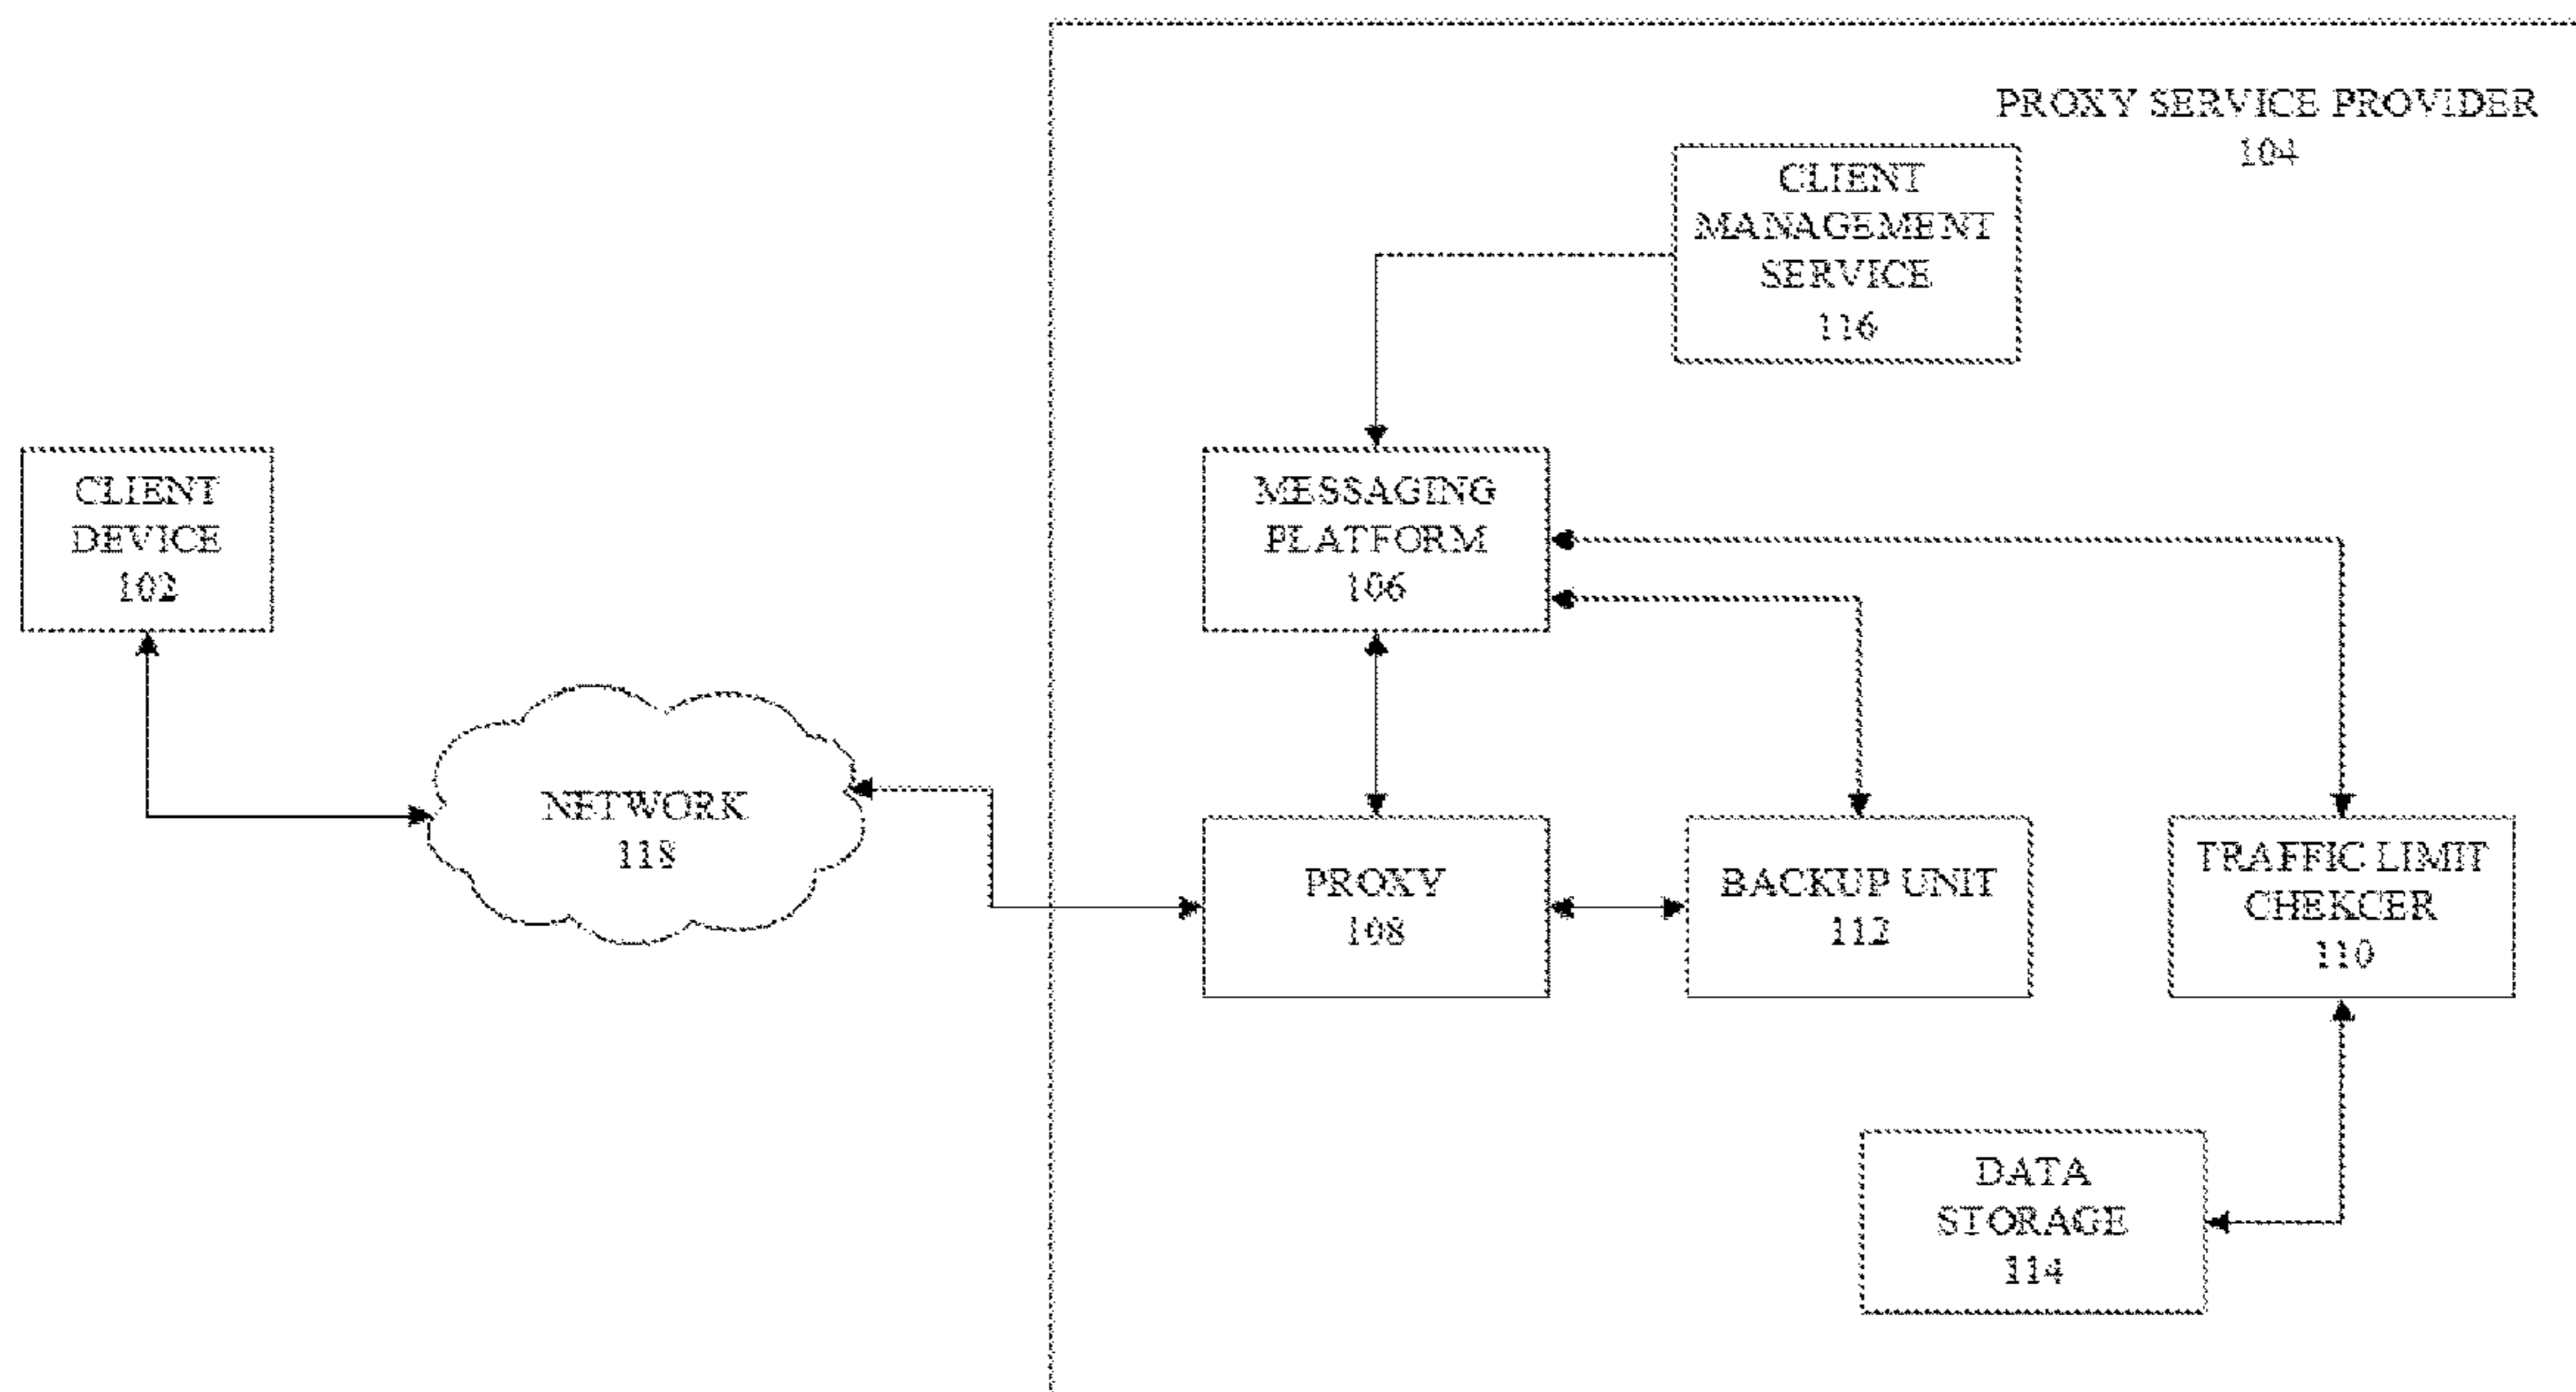 PROXY SERVICE PROVIDER
104
CLIENT
MANAGEMENT
SERVICE
116
CLIENT
DEVICE
102
MESSAGING
PLATFORM
106
NETWORK
118
PROXY
108
BACKUP UNIT
112
TRAFFIC LIMIT
CHEKCER
110
DATA
STORAGE
114